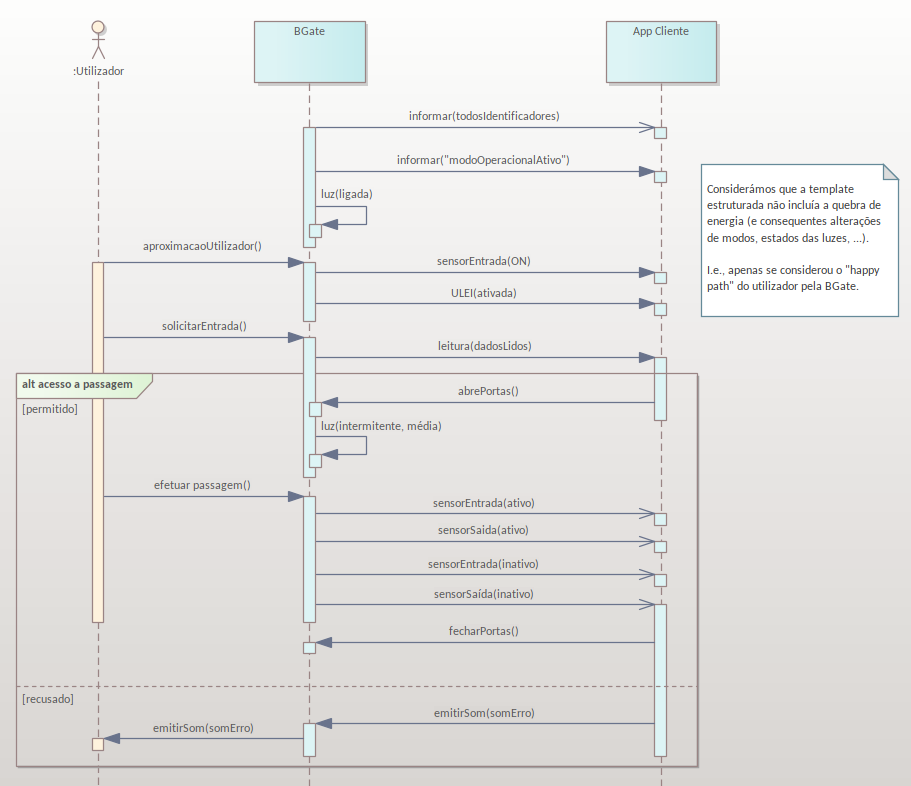 :Utilizador
BGate
App Cliente
informar(todosIdentificadores)
informar("modoOperacionalAtivo")
luz(ligada)
Considerámos que a template
estruturada não incluía a quebra de
energia (e consequentes alterações
de modos, estados das luzes, ...).
I.e., apenas se considerou o "happy
path" do utilizador pela BGate.
aproximacaoUtilizador()
sensorEntrada(ON)
ULEI(ativada)
solicitarEntrada()
leitura(dadosLidos)
alt acesso a passagem
[permitido]
abrePortas()
luz(intermitente, média)
efetuar passagem()
sensorEntrada(ativo)
sensorSaida(ativo)
sensorEntrada(inativo)
sensorSaída(inativo)
fecharPortas()
[recusado]
emitirSom(somErro)
emitirSom(somErro)